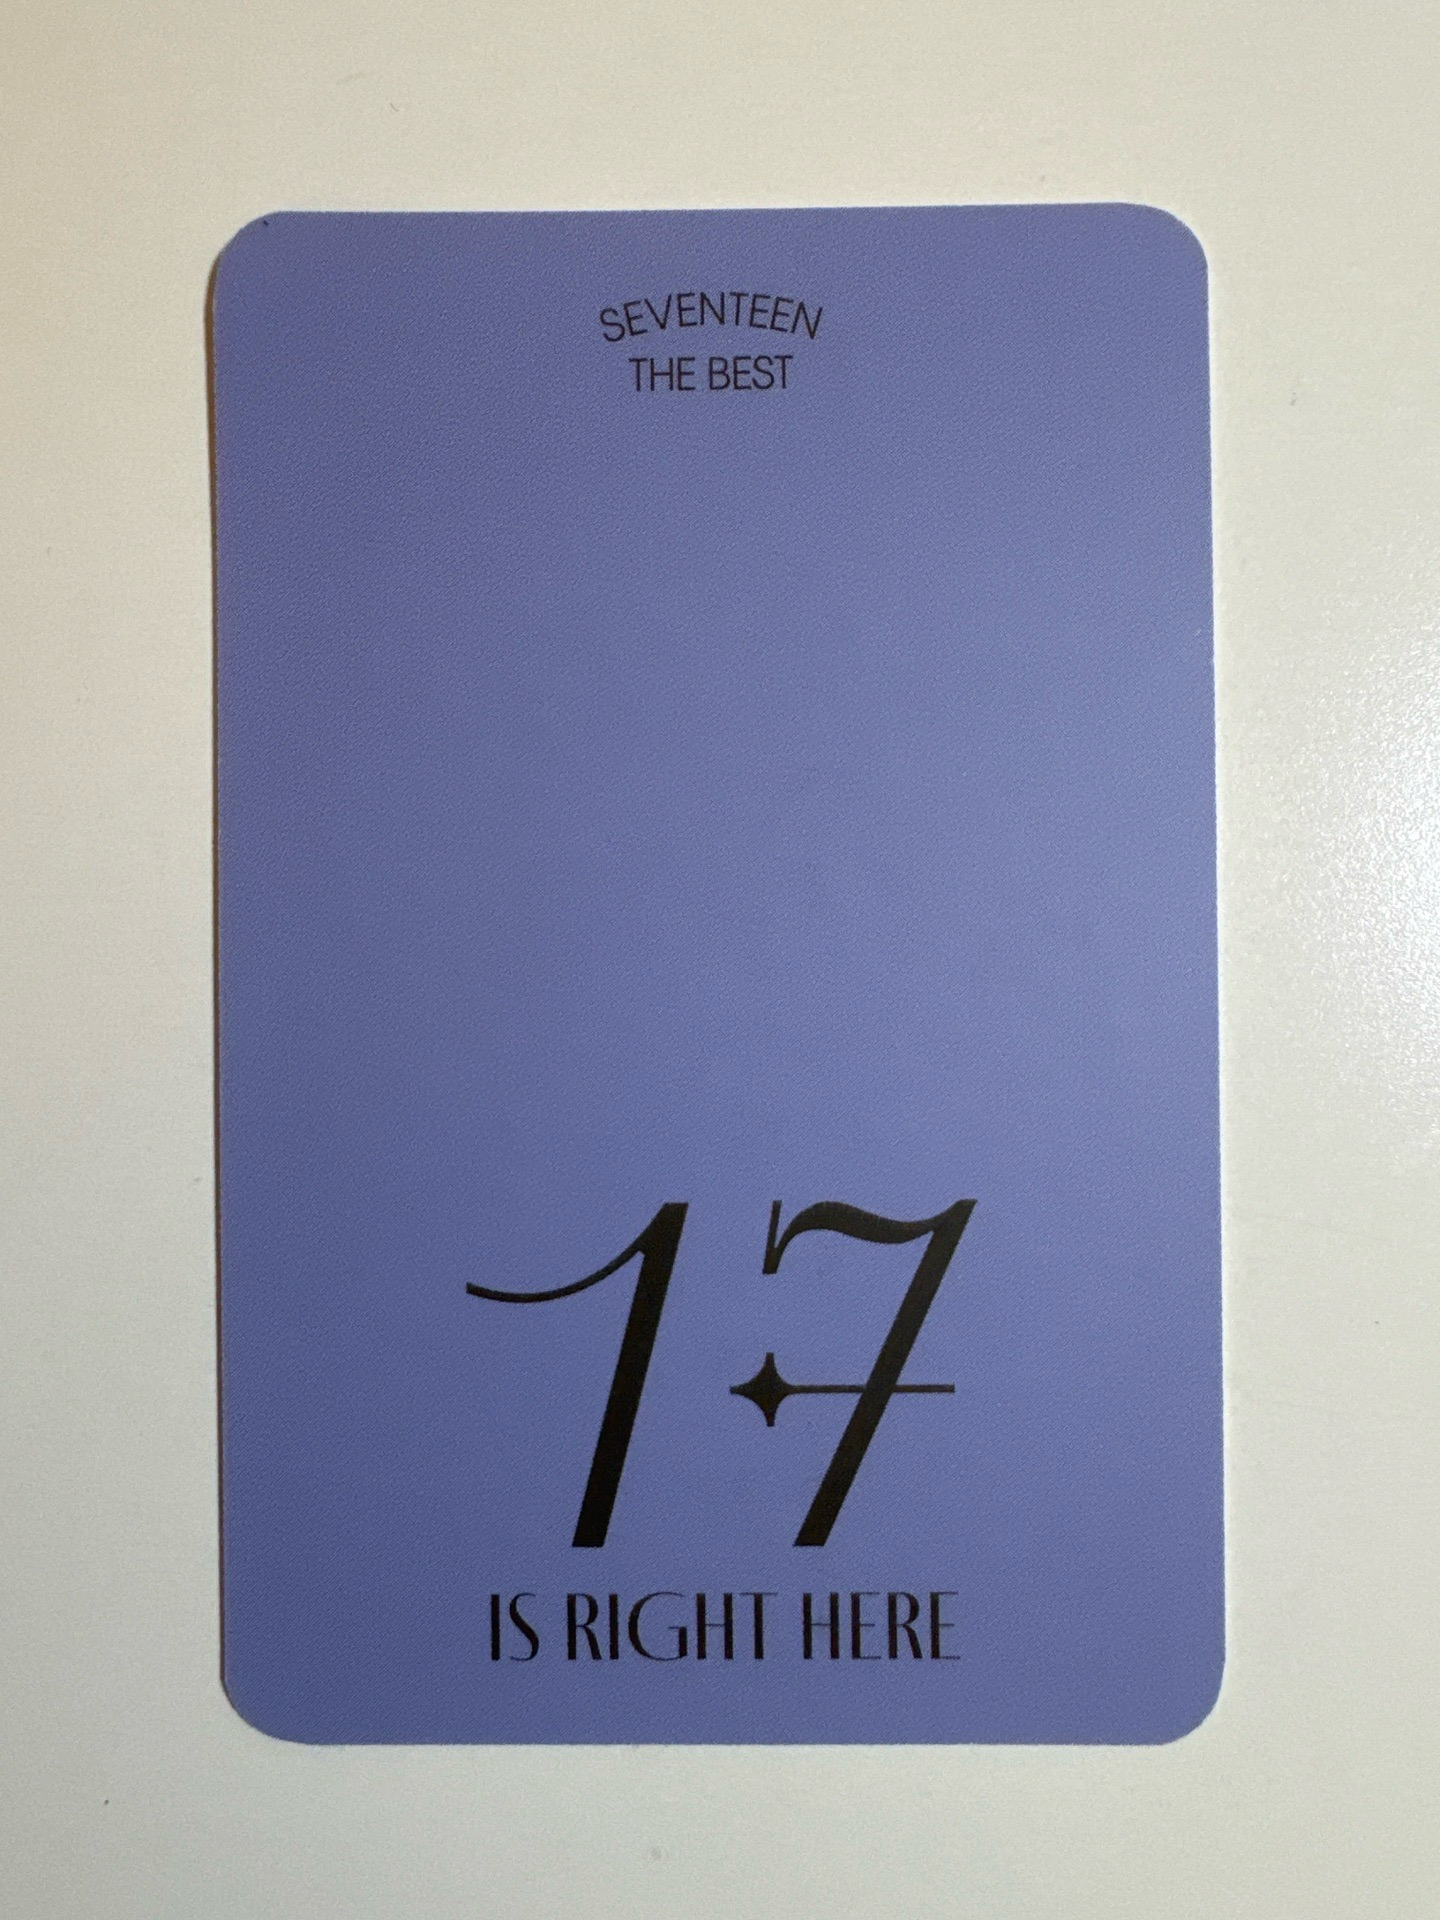 SEVENTEEN
THE BEST
17
IS RIGHT HERE